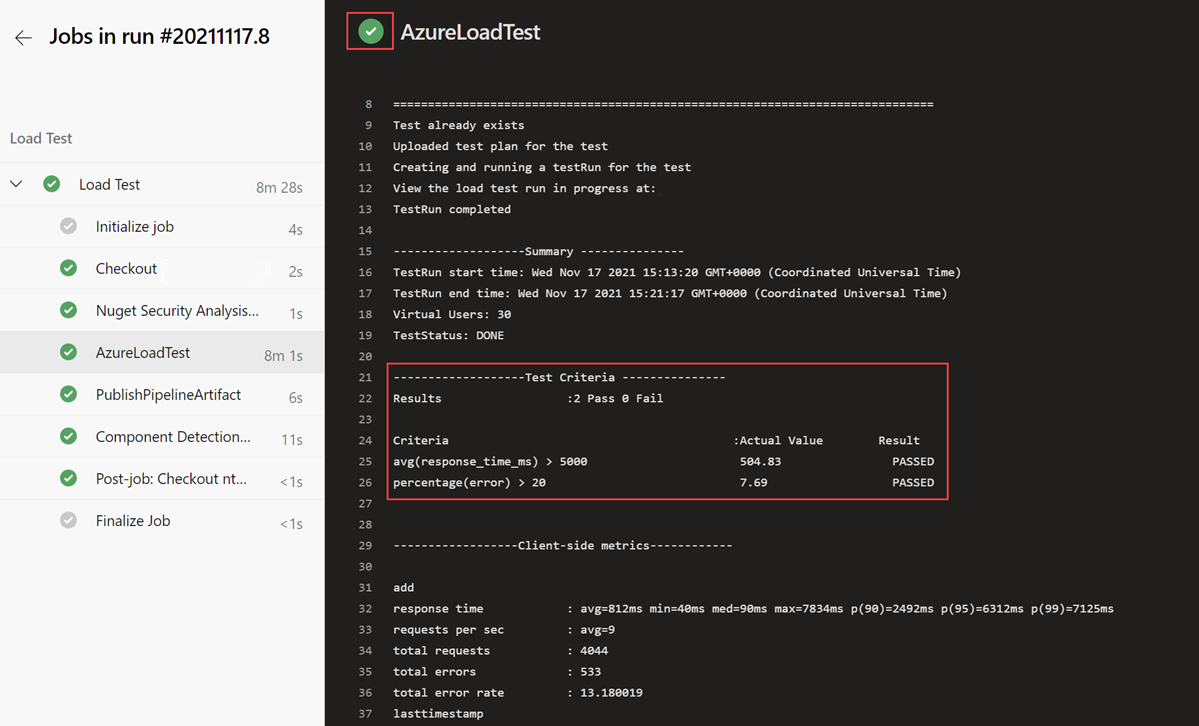 Jobs in run #20211117.8
Load Test
Load Test 8m 28s
Initialize job 4s
Checkout 2s
Nuget Security Analysis... 1s
AzureLoadTest 8m 1s
PublishPipelineArtifact 6s
Component Detection... 11s
Post-job: Checkout nt... <1s
Finalize Job <1s
AzureLoadTest
8 ==============================================================================
9 Test already exists
10 Uploaded test plan for the test
11 Creating and running a testRun for the test
12 View the load test run in progress at:
13 TestRun completed
14
15 -------------------Summary ---------------
16 TestRun start time: Wed Nov 17 2021 15:13:20 GMT+0000 (Coordinated Universal Time)
17 TestRun end time: Wed Nov 17 2021 15:21:17 GMT+0000 (Coordinated Universal Time)
18 Virtual Users: 30
19 TestStatus: DONE
20
21 -------------------Test Criteria ---------------
22 Results :2 Pass 0 Fail
23
24 Criteria :Actual Value Result
25 avg(response_time_ms) > 5000 504.83 PASSED
26 percentage(error) > 20 7.69 PASSED
27
28
29 ------------------Client-side metrics------------
30
31 add
32 response time : avg=812ms min=40ms med=90ms max=7834ms p(90)=2492ms p(95)=6312ms p(99)=7125ms
33 requests per sec : avg=9
34 total requests : 4044
35 total errors : 533
36 total error rate : 13.180019
37 lasttimestamp